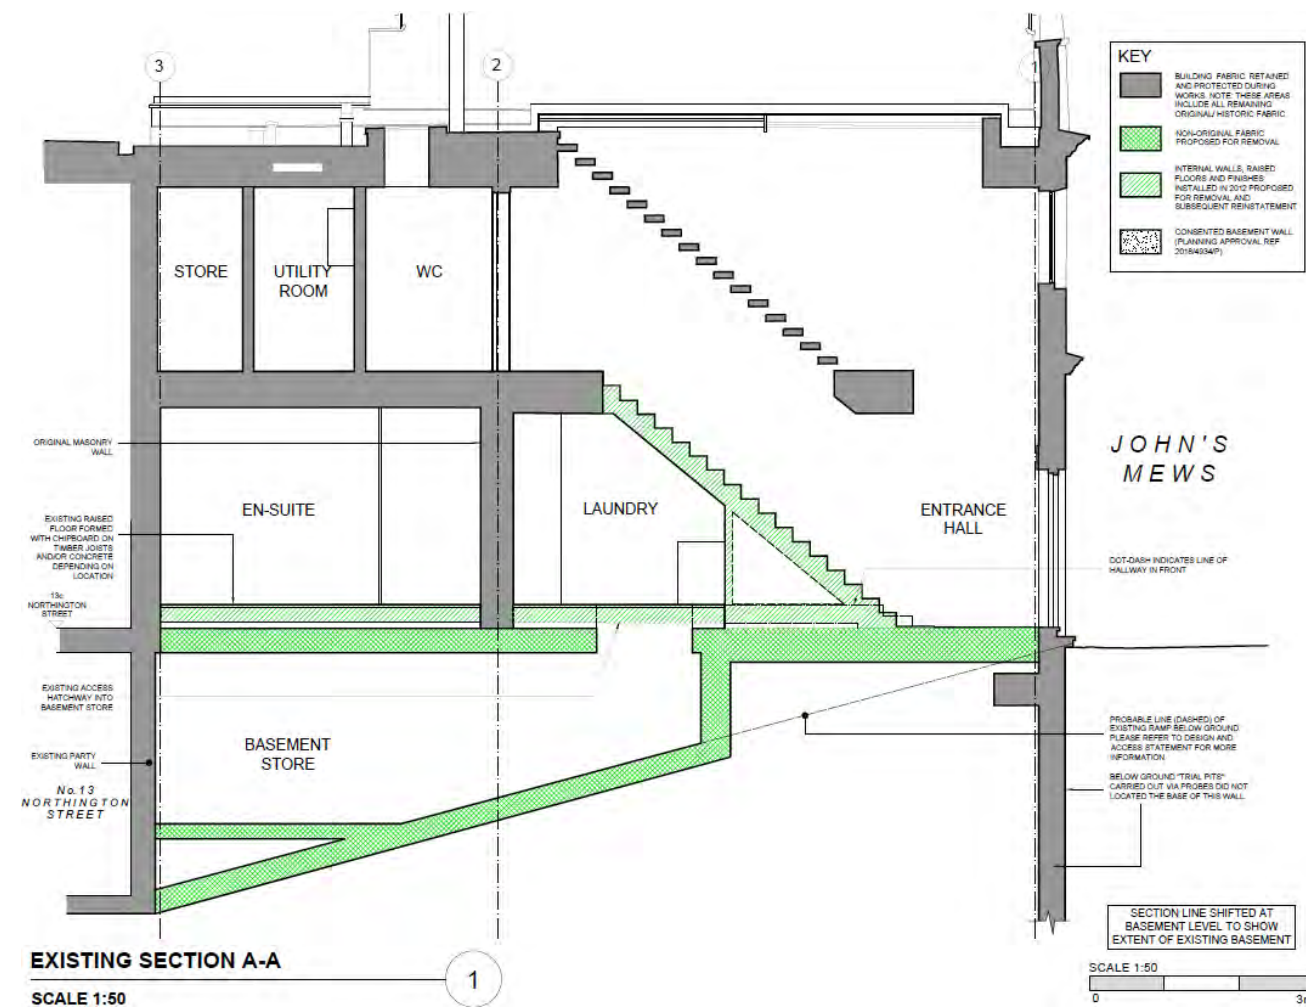 3
2
1
KEY
BUILDING FABRIC RETAINED
AND PROTECTED DURING
WORKS. NOTE: THESE AREAS
INCLUDE ALL REMAINING
ORIGINAL/ HISTORIC FABRIC
NON-ORIGINAL FABRIC
PROPOSED FOR REMOVAL
INTERNAL WALLS, RAISED
FLOORS AND FINISHES
INSTALLED IN 2012 PROPOSED
FOR REMOVAL AND
SUBSEQUENT REINSTATEMENT
CONSENTED BASEMENT WALL
(PLANNING APPROVAL REF
2018/4934/P)
STORE
UTILITY
ROOM
WC
ORIGINAL MASONRY
WALL
EN-SUITE
LAUNDRY
ENTRANCE
HALL
JOHN'S
MEWS
EXISTING RAISED
FLOOR FORMED
WITH CHIPBOARD ON
TIMBER JOISTS
AND/OR CONCRETE
DEPENDING ON
LOCATION
13c
NORTHINGTON
STREET
DOT-DASH INDICATES LINE OF
HALLWAY IN FRONT
EXISTING ACCESS
HATCHWAY INTO
BASEMENT STORE
EXISTING PARTY
WALL
No.13
NORTHINGTON
STREET
BASEMENT
STORE
PROBABLE LINE (DASHED) OF
EXISTING RAMP BELOW GROUND
PLEASE REFER TO DESIGN AND
ACCESS STATEMENT FOR MORE
INFORMATION
BELOW GROUND "TRIAL PITS"
CARRIED OUT VIA PROBES DID NOT
LOCATED THE BASE OF THIS WALL
SECTION LINE SHIFTED AT
BASEMENT LEVEL TO SHOW
EXTENT OF EXISTING BASEMENT
EXISTING SECTION A-A
1
SCALE 1:50
SCALE 1:50
0